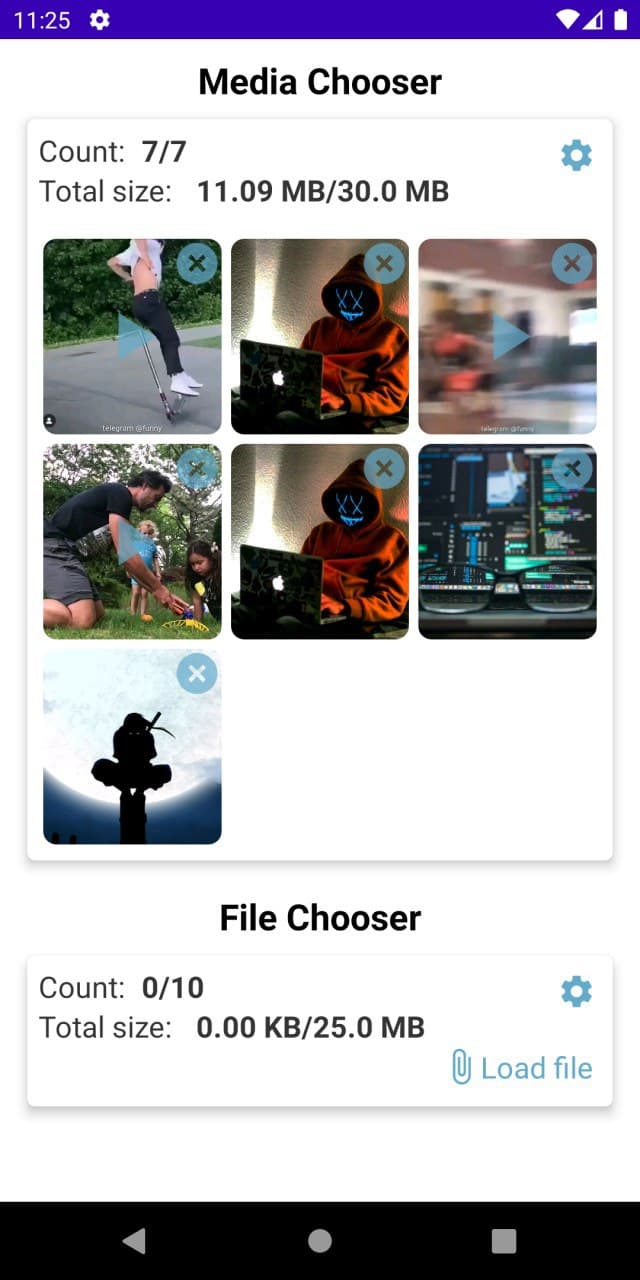 11:25
Media Chooser
Count: 7/7
Total size: 11.09 MB/30.0 MB
telegram @funny
telegram @funny
File Chooser
Count: 0/10
Total size: 0.00 KB/25.0 MB
Load file